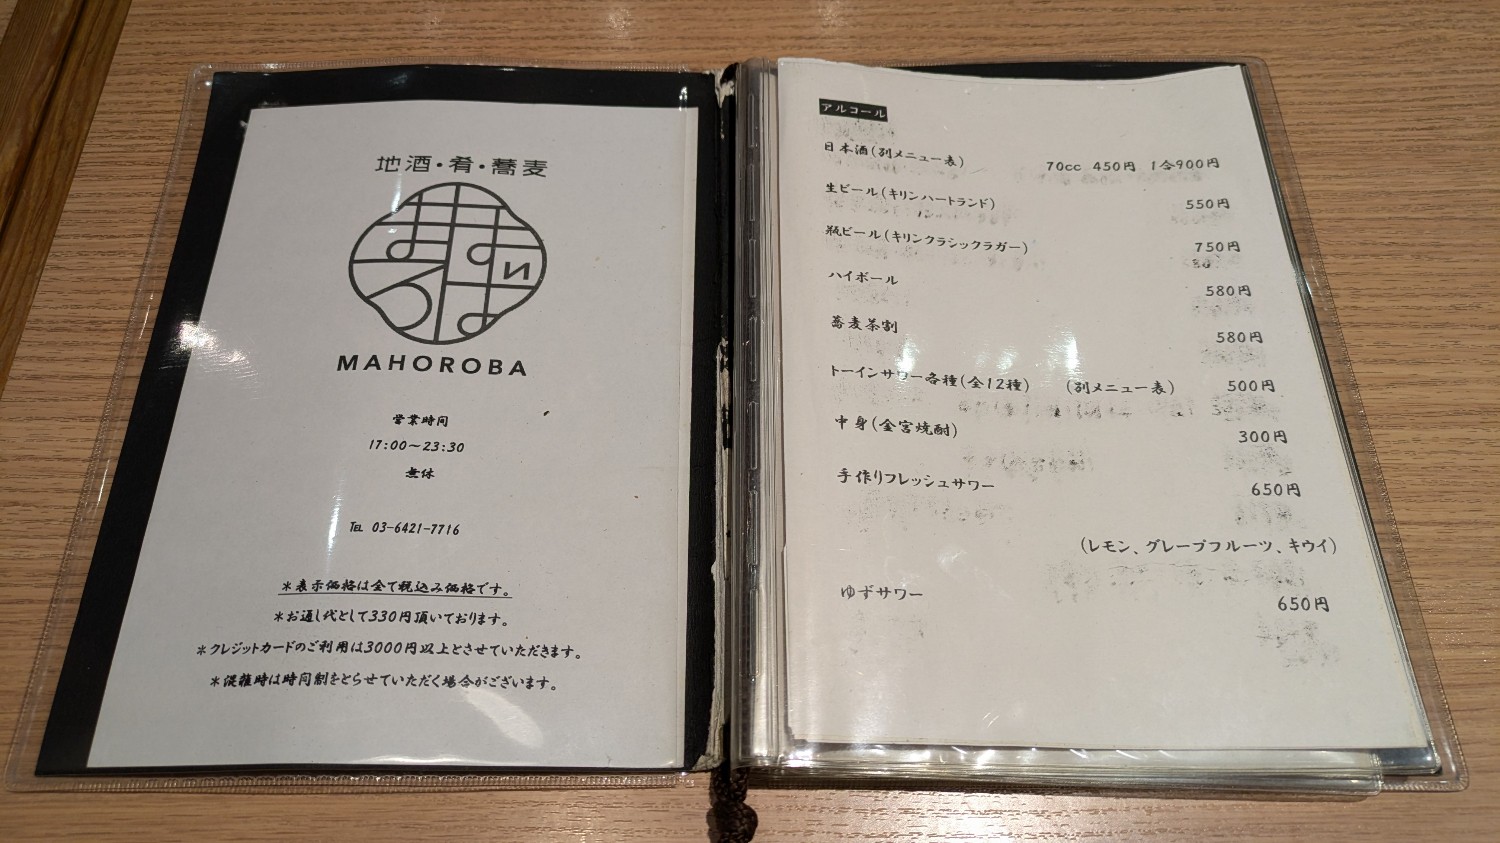 地酒・肴・蕎麦
まほろば
MAHOROBA
営業時間
17:00～23:30
無休
℡ 03-6421-7716
＊表示価格は全て税込み価格です。
＊お通し代として330円頂いております。
＊クレジットカードのご利用は3000円以上とさせていただきます。
＊混雑時は時間制をとらせていただく場合がございます。
アルコール
日本酒(別メニュー表) 70cc 450円 1合900円
生ビール(キリンハートランド) 550円
瓶ビール(キリンクラシックラガー) 750円
ハイボール 580円
蕎麦茶割 580円
トーインサワー各種(全12種) (別メニュー表) 500円
中身(金宮焼酎) 300円
手作りフレッシュサワー 650円
(レモン、グレープフルーツ、キウイ)
ゆずサワー 650円